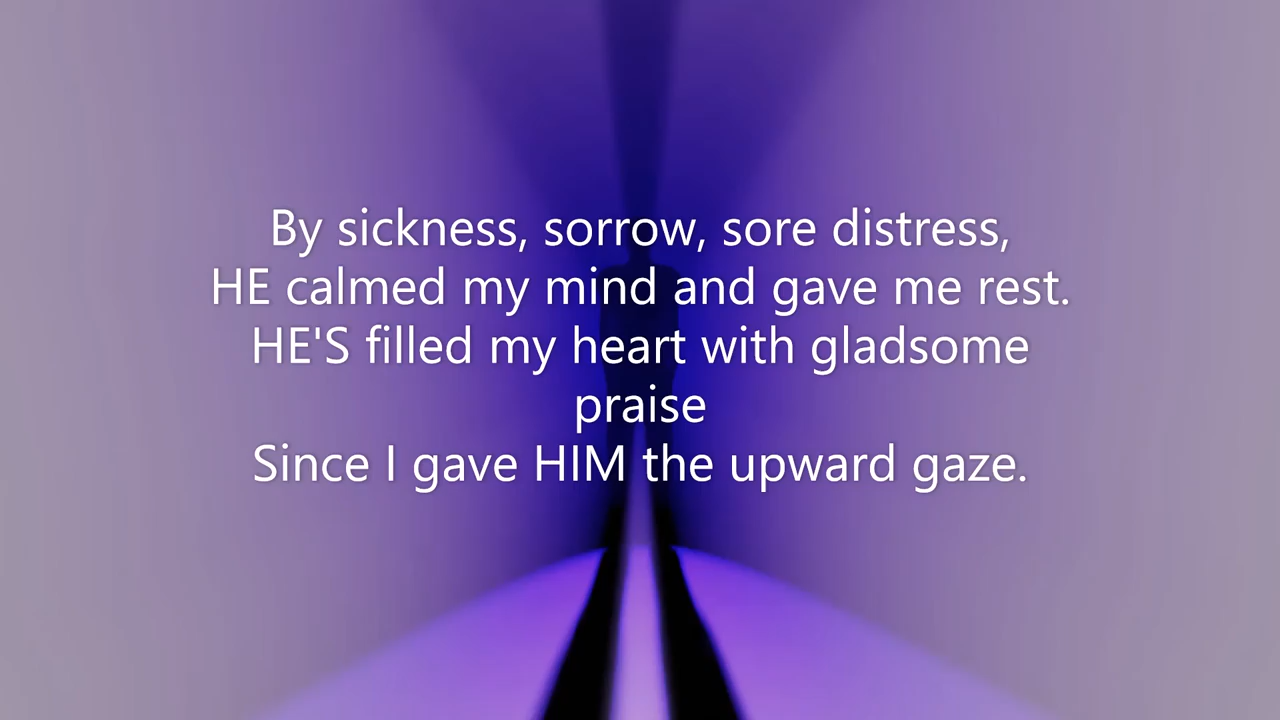 By sickness, sorrow, sore distress,
HE calmed my mind and gave me rest.
HE'S filled my heart with gladsome
praise
Since I gave HIM the upward gaze.